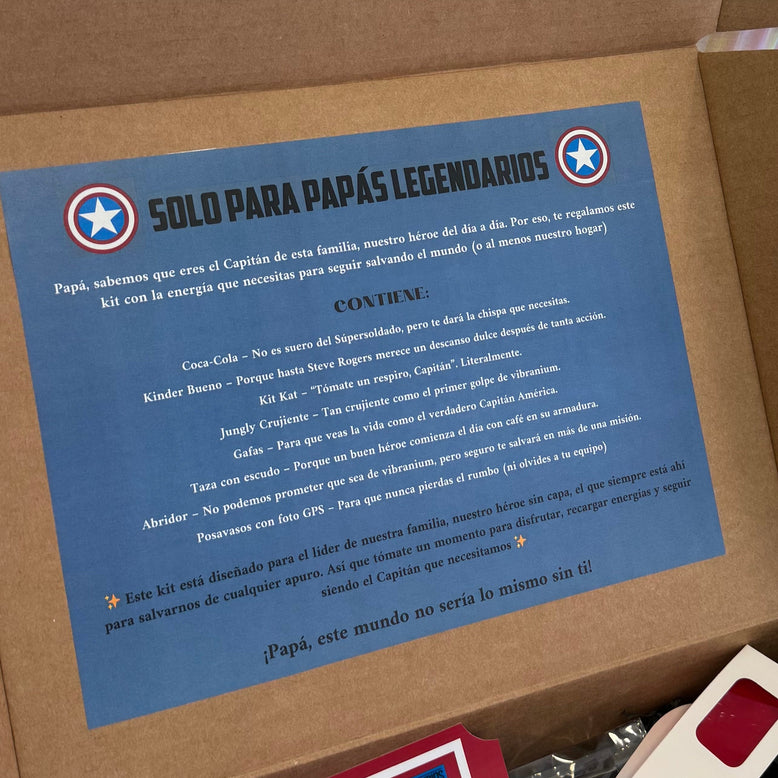 SOLO PARA PAPÁS LEGENDARIOS
Papá, sabemos que eres el Capitán de esta familia, nuestro héroe del día a día. Por eso, te regalamos este
kit con la energía que necesitas para seguir salvando el mundo (o al menos nuestro hogar)
CONTIENE:
Coca-Cola – No es suero del Súpersoldado, pero te dará la chispa que necesitas.
Kinder Bueno – Porque hasta Steve Rogers merece un descanso dulce después de tanta acción.
Kit Kat – “Tómate un respiro, Capitán”. Literalmente.
Jungly Crujiente – Tan crujiente como el primer golpe de vibranium.
Gafas – Para que veas la vida como el verdadero Capitán América.
Taza con escudo – Porque un buen héroe comienza el día con café en su armadura.
Abridor – No podemos prometer que sea de vibranium, pero seguro te salvará en más de una misión.
Posavasos con foto GPS – Para que nunca pierdas el rumbo (ni olvides a tu equipo)
✨ Este kit está diseñado para el líder de nuestra familia, nuestro héroe sin capa, el que siempre está ahí
para salvarnos de cualquier apuro. Así que tómate un momento para disfrutar, recargar energías y seguir
siendo el Capitán que necesitamos ✨
¡Papá, este mundo no sería lo mismo sin ti!